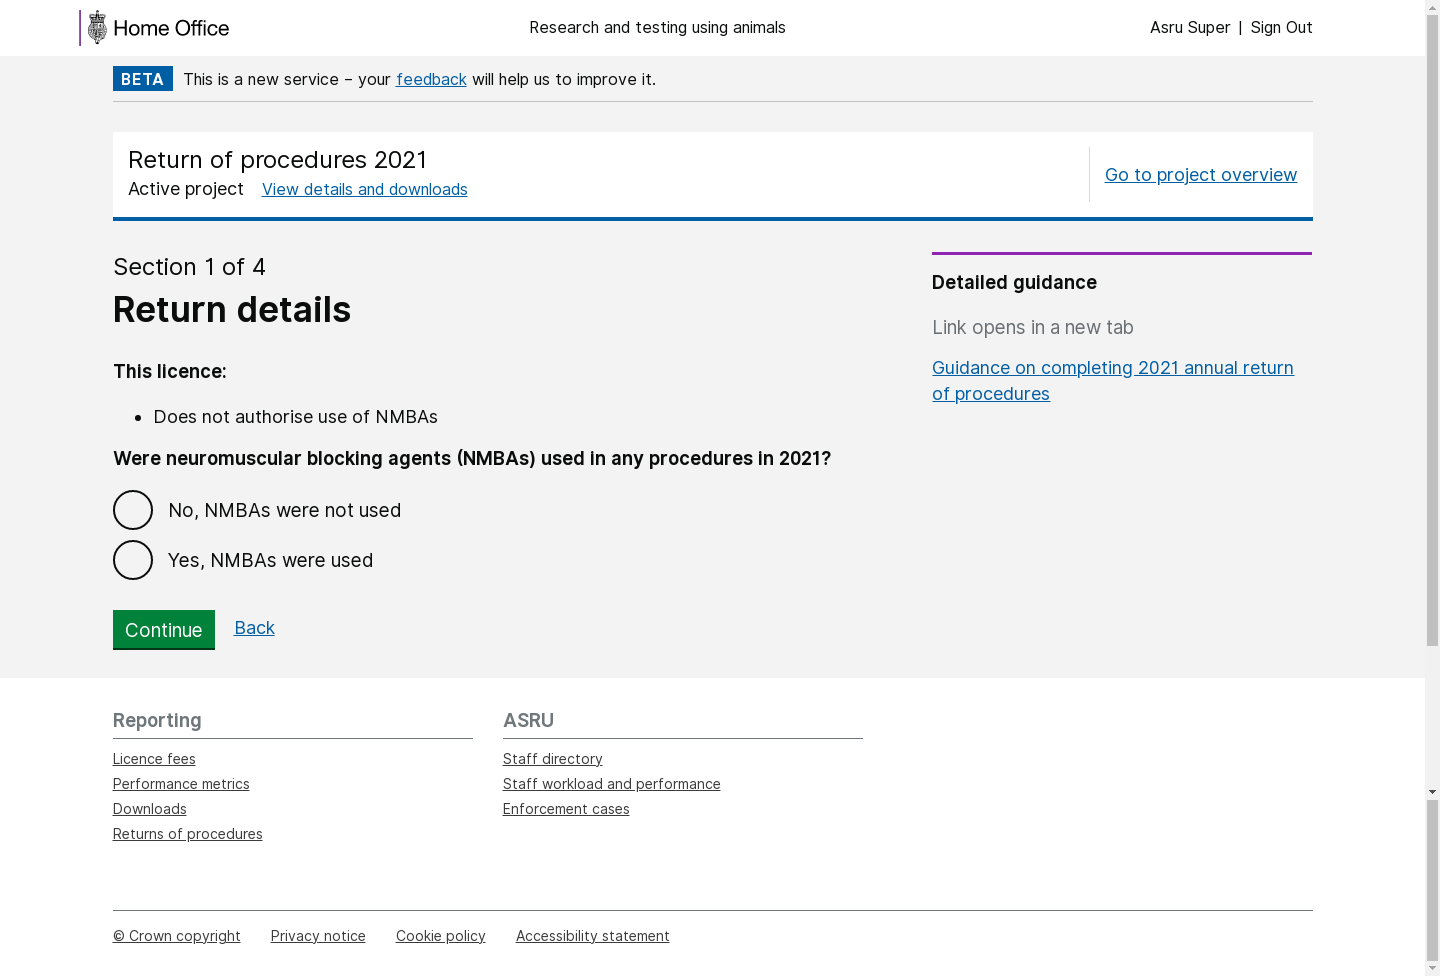 Home Office
Research and testing using animals
Asru Super | Sign Out
BETA This is a new service – your feedback will help us to improve it.
Return of procedures 2021
Active project View details and downloads
Go to project overview
Section 1 of 4
Return details
This licence:
• Does not authorise use of NMBAs
Were neuromuscular blocking agents (NMBAs) used in any procedures in 2021?
No, NMBAs were not used
Yes, NMBAs were used
Continue Back
Detailed guidance
Link opens in a new tab
Guidance on completing 2021 annual return
of procedures
Reporting
Licence fees
Performance metrics
Downloads
Returns of procedures
ASRU
Staff directory
Staff workload and performance
Enforcement cases
© Crown copyright Privacy notice Cookie policy Accessibility statement